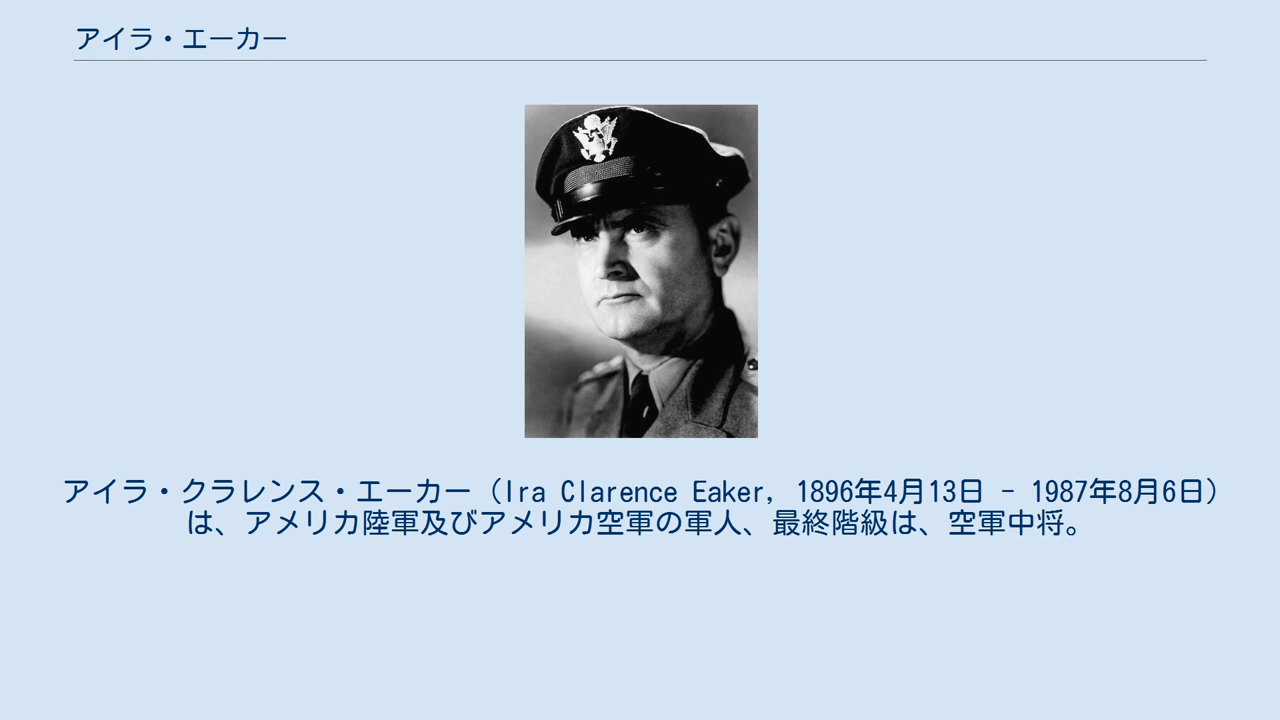 アイラ・エーカー
アイラ・クラレンス・エーカー（Ira Clarence Eaker, 1896年4月13日 - 1987年8月6日）
は、アメリカ陸軍及びアメリカ空軍の軍人、最終階級は、空軍中将。